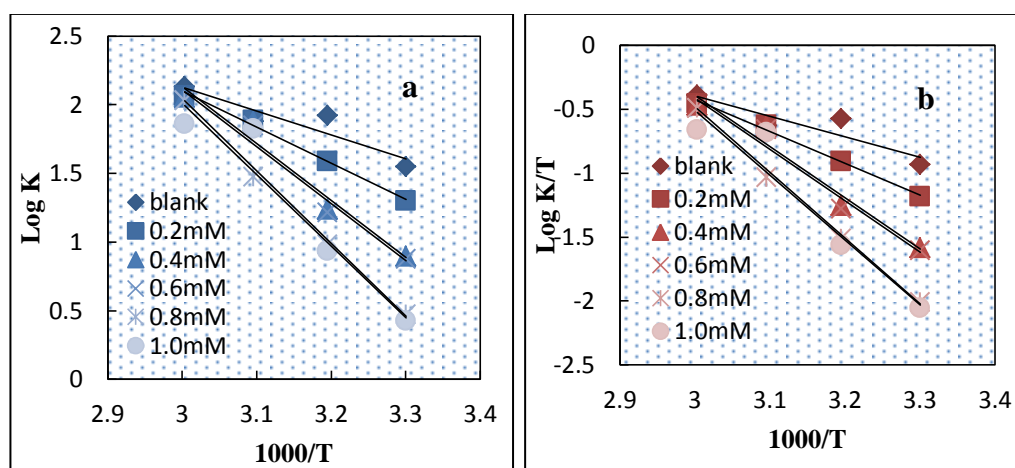 a
2.5
2
1.5
1
0.5
0
2.9
3
3.1
3.2
3.3
3.4
Log K
1000/T
blank
0.2mM
0.4mM
0.6mM
0.8mM
1.0mM
b
0
-0.5
-1
-1.5
-2
-2.5
2.9
3
3.1
3.2
3.3
3.4
Log K/T
1000/T
blank
0.2mM
0.4mM
0.6mM
0.8mM
1.0mM